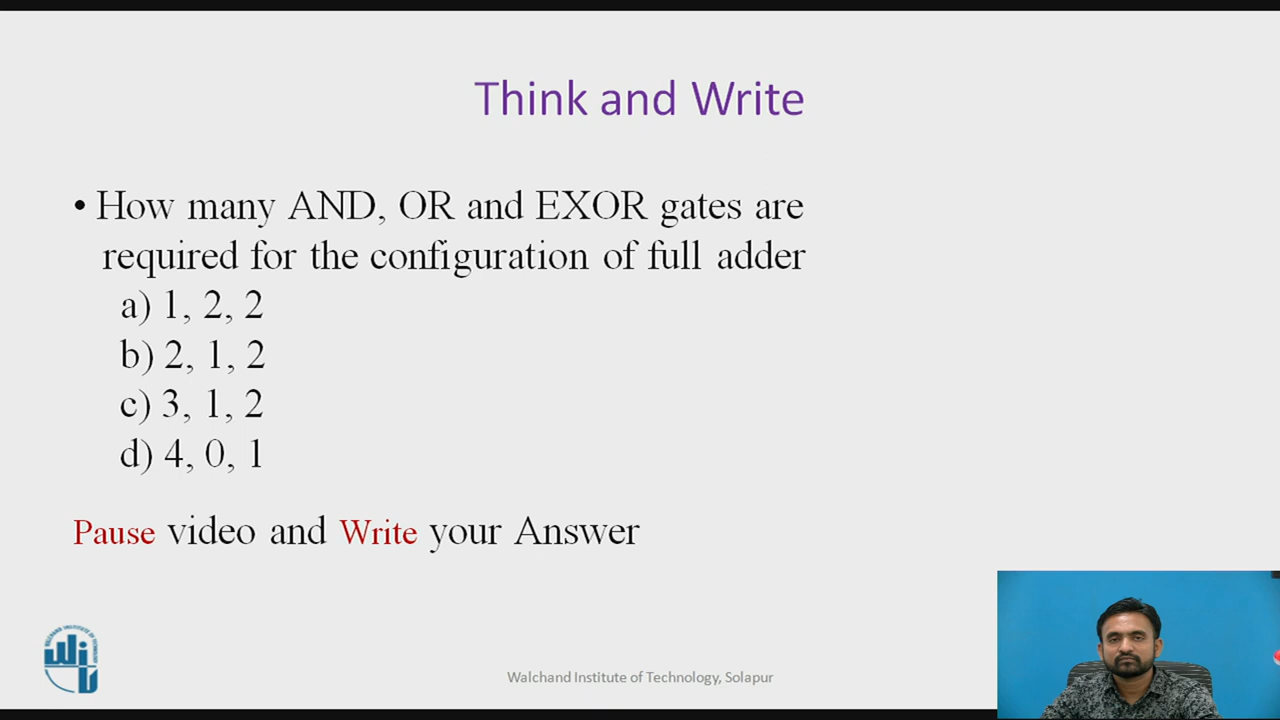 Think and Write
• How many AND, OR and EXOR gates are
required for the configuration of full adder
a) 1, 2, 2
b) 2, 1, 2
c) 3, 1, 2
d) 4, 0, 1
Pause video and Write your Answer
Walchand Institute of Technology, Solapur